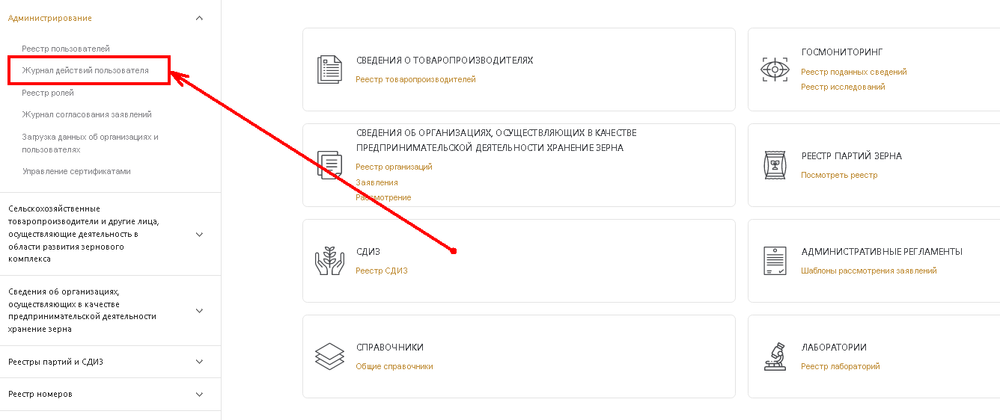 Администрирование
Реестр пользователей
Журнал действий пользователя
Реестр ролей
Журнал согласования заявлений
Загрузка данных об организациях и
пользователях
Управление сертификатами
Сельскохозяйственные
товаропроизводители и другие лица,
осуществляющие деятельность в
области развития зернового
комплекса
Сведения об организациях,
осуществляющих в качестве
предпринимательской деятельности
хранение зерна
Реестры партий и СДИЗ
Реестр номеров
СВЕДЕНИЯ О ТОВАРОПРОИЗВОДИТЕЛЯХ
Реестр товаропроизводителей
ГОСМОНИТОРИНГ
Реестр поданных сведений
Реестр исследований
СВЕДЕНИЯ ОБ ОРГАНИЗАЦИЯХ, ОСУЩЕСТВЛЯЮЩИХ В КАЧЕСТВЕ
ПРЕДПРИНИМАТЕЛЬСКОЙ ДЕЯТЕЛЬНОСТИ ХРАНЕНИЕ ЗЕРНА
Реестр организаций
Заявления
Рассмотрение
РЕЕСТР ПАРТИЙ ЗЕРНА
Посмотреть реестр
СДИЗ
Реестр СДИЗ
АДМИНИСТРАТИВНЫЕ РЕГЛАМЕНТЫ
Шаблоны рассмотрения заявлений
СПРАВОЧНИКИ
Общие справочники
ЛАБОРАТОРИИ
Реестр лабораторий